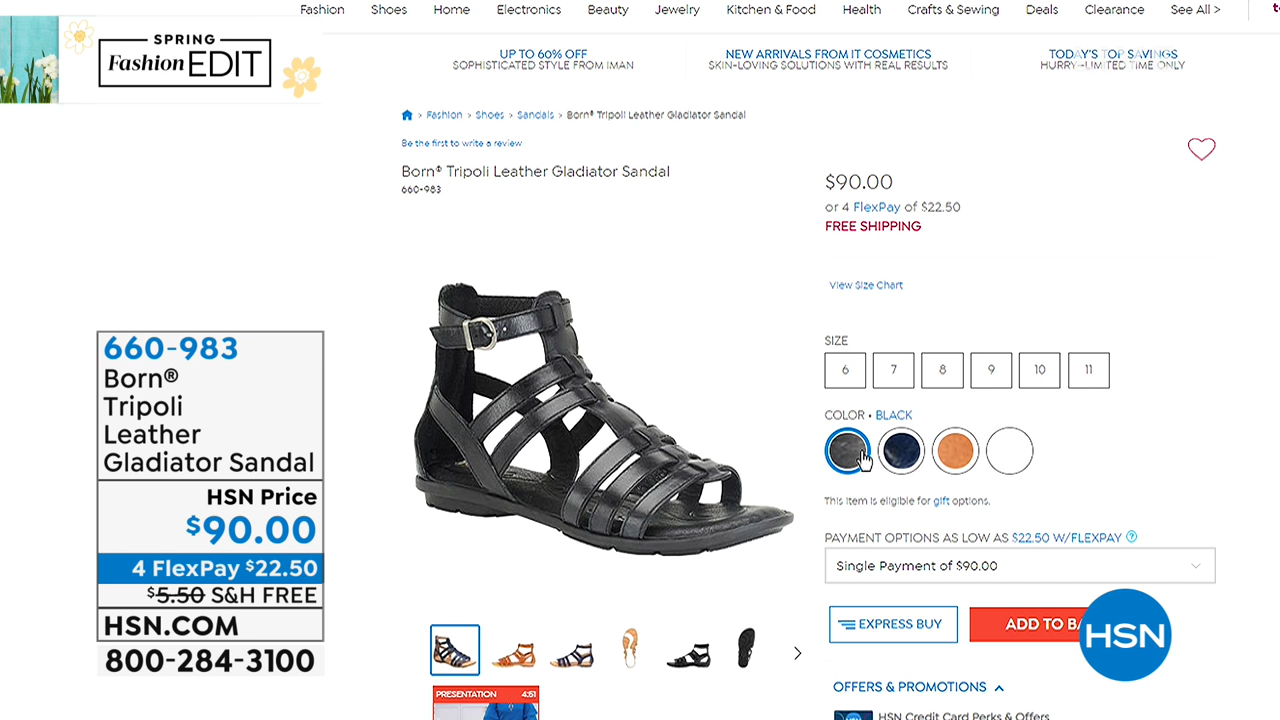 Fashion Shoes Home Electronics Beauty Jewelry Kitchen & Food Health Crafts & Sewing Deals Clearance See All >
SPRING
Fashion EDIT
UP TO 60% OFF
SOPHISTICATED STYLE FROM IMAN
NEW ARRIVALS FROM IT COSMETICS
SKIN-LOVING SOLUTIONS WITH REAL RESULTS
TODAY'S TOP SAVINGS
HURRY-LIMITED TIME ONLY
> Fashion > Shoes > Sandals > Born® Tripoli Leather Gladiator Sandal
Be the first to write a review
Born® Tripoli Leather Gladiator Sandal
660-983
$90.00
or 4 FlexPay of $22.50
FREE SHIPPING
View Size Chart
SIZE
6 7 8 9 10 11
COLOR • BLACK
This item is eligible for gift options.
PAYMENT OPTIONS AS LOW AS $22.50 W/FLEXPAY ?
Single Payment of $90.00
EXPRESS BUY
ADD TO BA
HSN
OFFERS & PROMOTIONS
HSN Credit Card Perks & Offers
PRESENTATION 4:51
660-983
Born®
Tripoli
Leather
Gladiator Sandal
HSN Price
$90.00
4 FlexPay $22.50
$5.50 S&H FREE
HSN.COM
800-284-3100